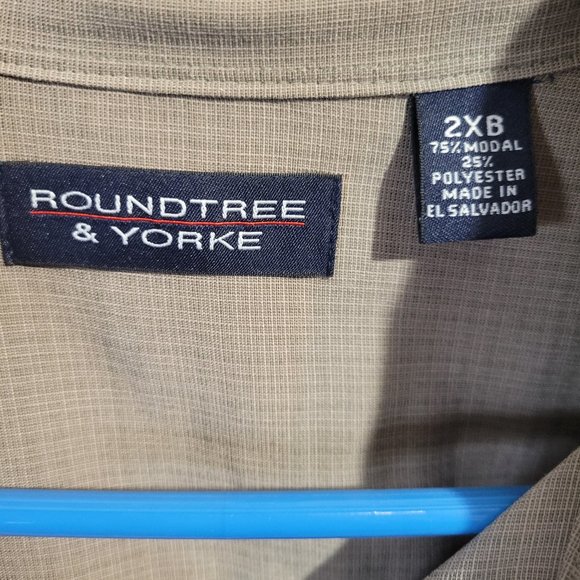 ROUNDTREE
& YORKE
2XB
75% MODAL
25%
POLYESTER
MADE IN
EL SALVADOR